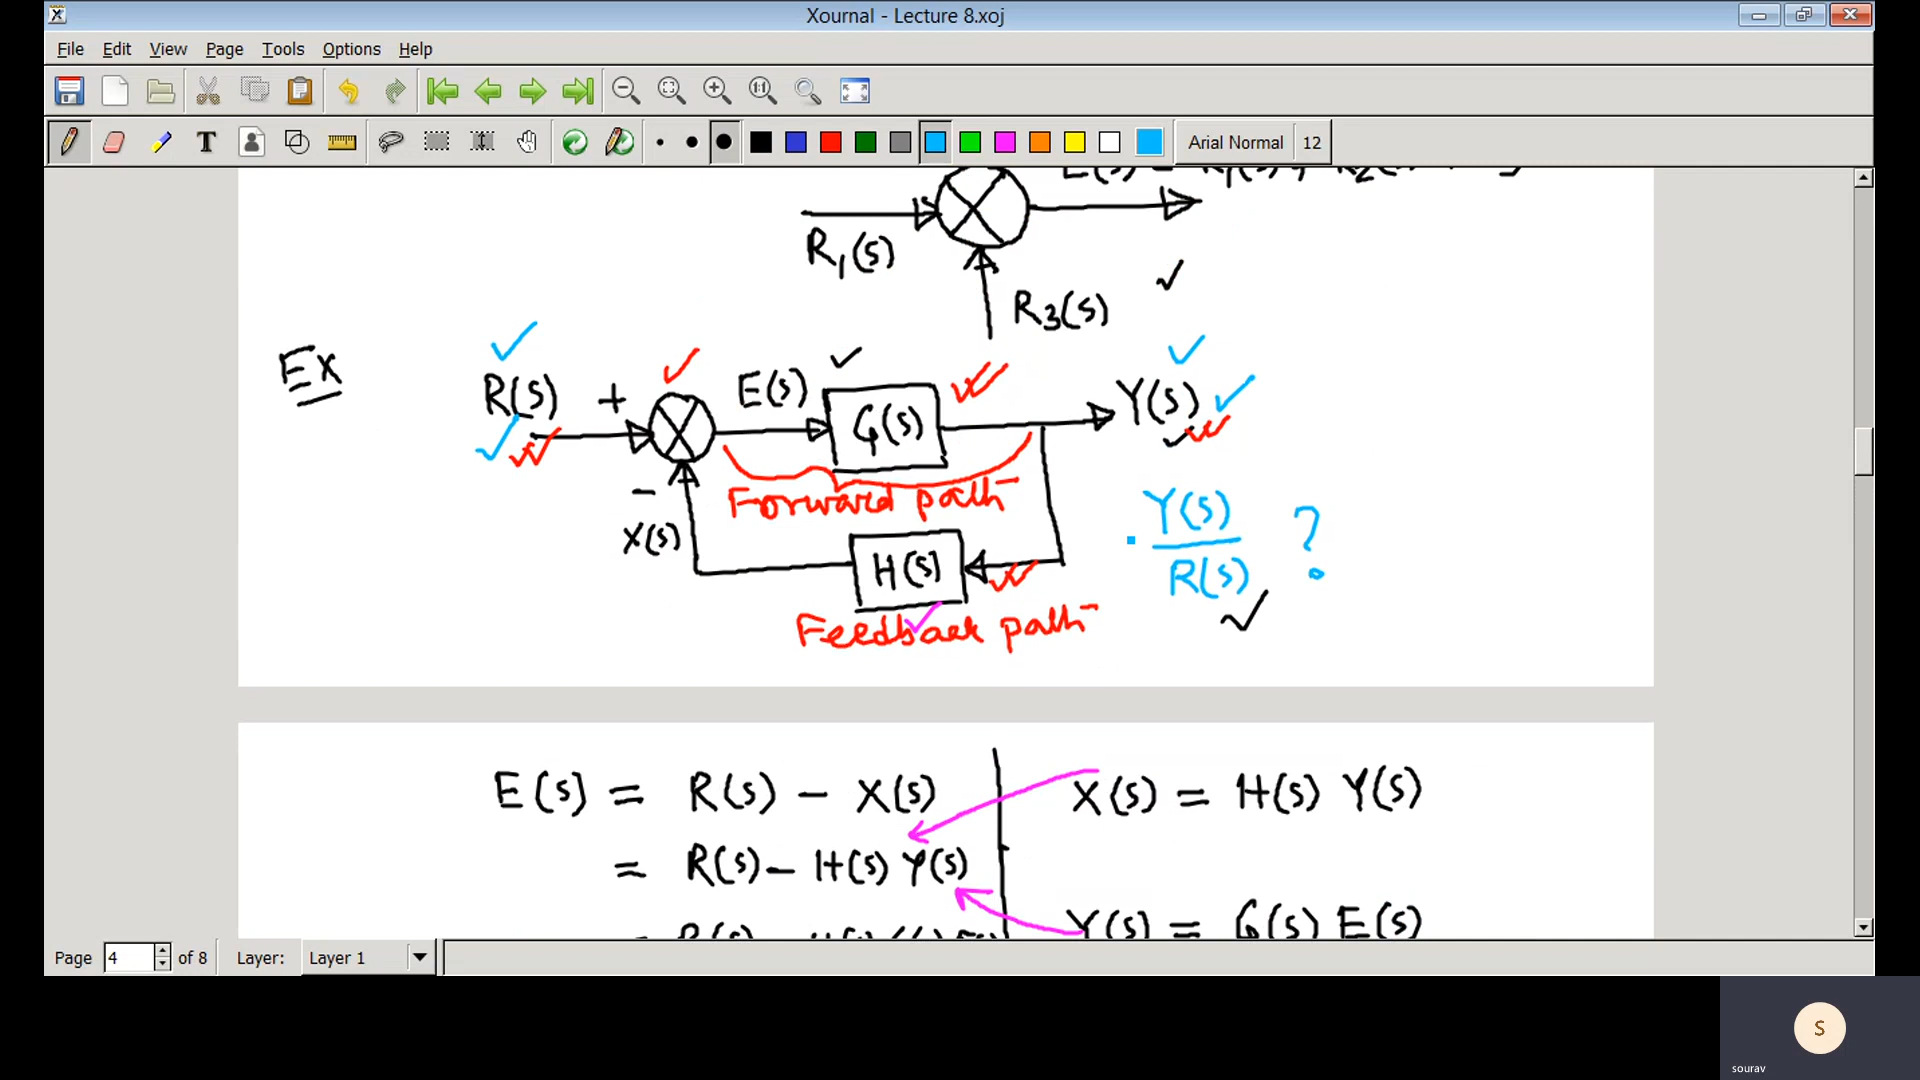 Xournal - Lecture 8.xoj
File Edit View Page Tools Options Help
Arial Normal 12
R1(s)
R3(s)
Ex
R(s) + E(s) G(s) Y(s)
Forward path
- X(s) H(s)
Feedback path
Y(s)
R(s) ?
E(s) = R(s) - X(s)
X(s) = H(s) Y(s)
= R(s) - H(s) Y(s)
Y(s) = G(s) E(s)
Page 4 of 8 Layer: Layer 1
S
sourav